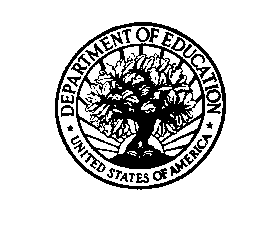 DEPARTMENT OF EDUCATION
★ UNITED STATES OF AMERICA ★